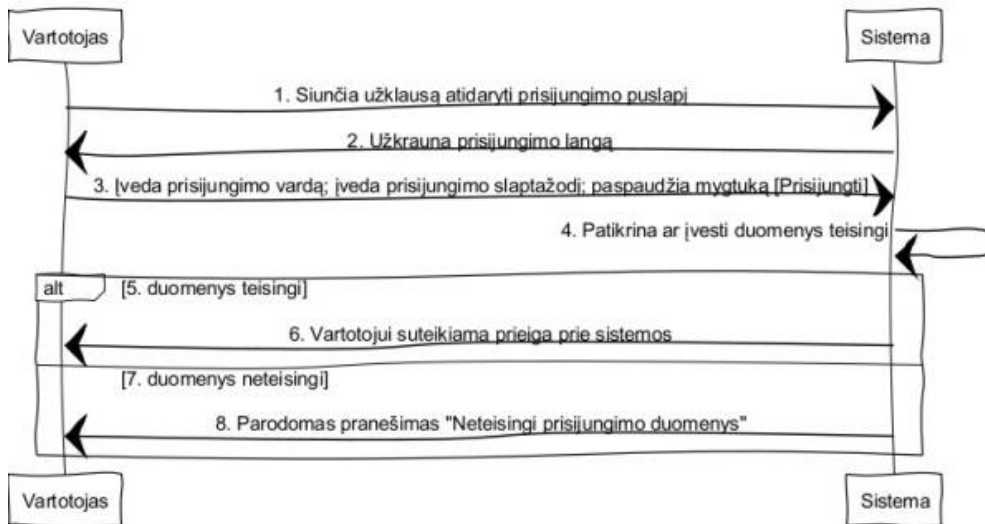 Vartotojas
Sistema
1. Siunčia užklausą atidaryti prisijungimo puslapį
2. Užkrauna prisijungimo langą
3. Įveda prisijungimo vardą; įveda prisijungimo slaptažodį; paspaudžia mygtuką [Prisijungti]
4. Patikrina ar įvesti duomenys teisingi
alt [5. duomenys teisingi]
6. Vartotojui suteikiama prieiga prie sistemos
[7. duomenys neteisingi]
8. Parodomas pranešimas "Neteisingi prisijungimo duomenys"
Vartotojas
Sistema